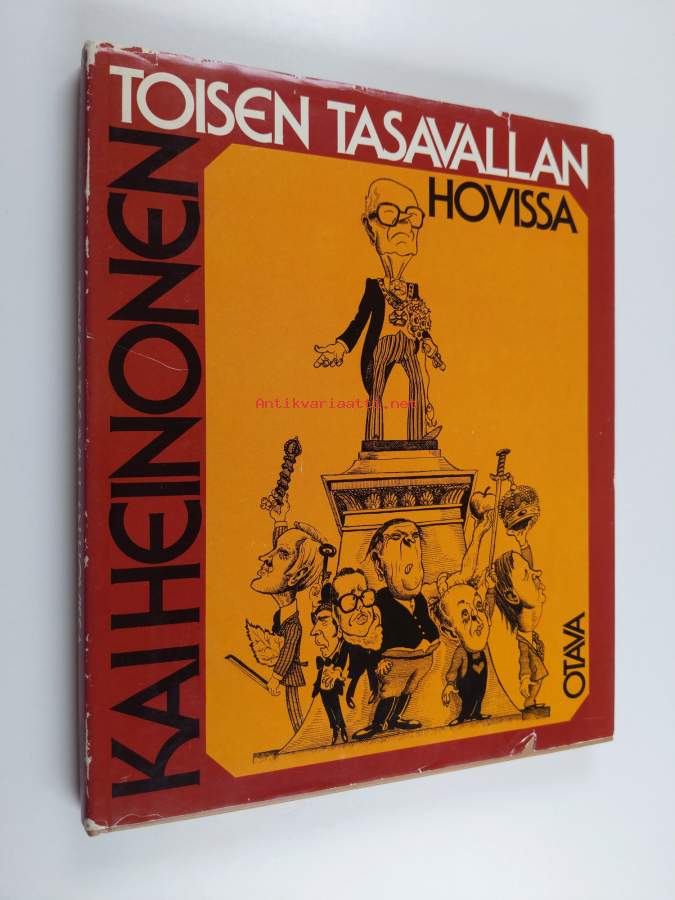 TOISEN TASAVALLAN
HOVISSA
KAI HEINONEN
OTAVA
Antikvariaatti.net